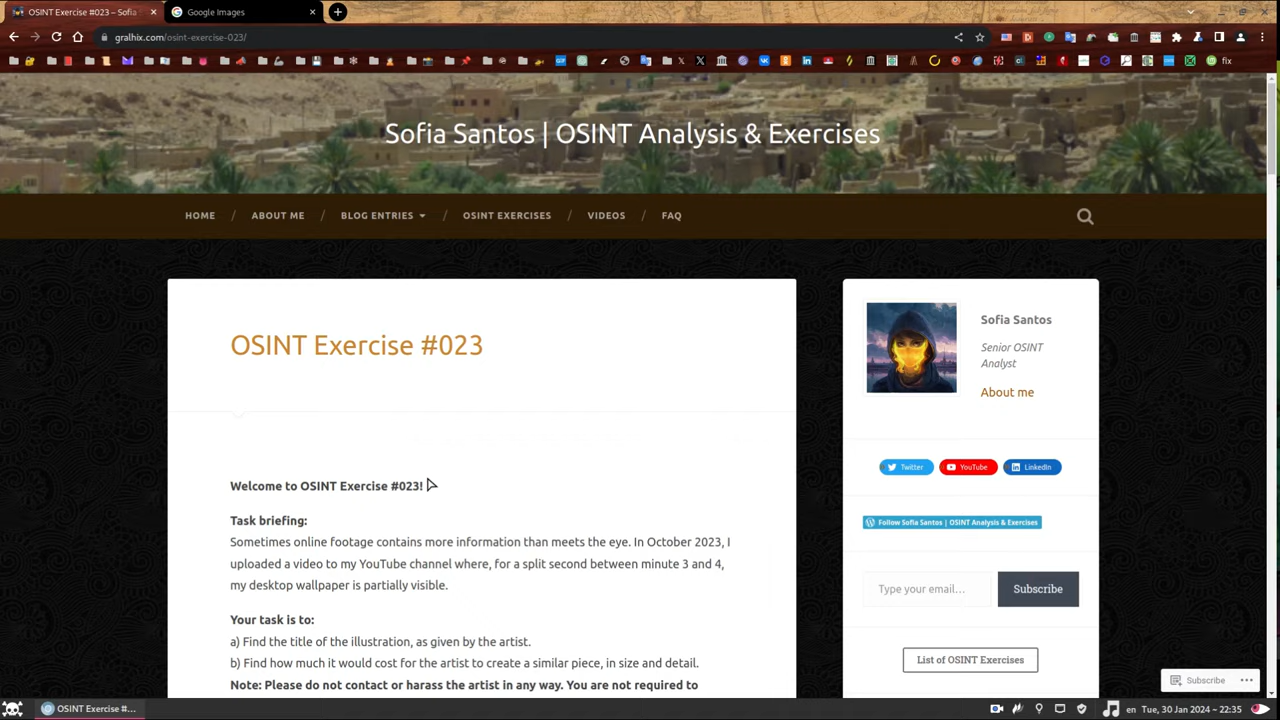 OSINT Exercise #023 – Sofia
Google Images
gralhix.com/osint-exercise-023/
GIF
fix
Sofia Santos | OSINT Analysis & Exercises
HOME / ABOUT ME / BLOG ENTRIES / OSINT EXERCISES / VIDEOS / FAQ
OSINT Exercise #023
Welcome to OSINT Exercise #023!
Task briefing:
Sometimes online footage contains more information than meets the eye. In October 2023, I
uploaded a video to my YouTube channel where, for a split second between minute 3 and 4,
my desktop wallpaper is partially visible.
Your task is to:
a) Find the title of the illustration, as given by the artist.
b) Find how much it would cost for the artist to create a similar piece, in size and detail.
Note: Please do not contact or harass the artist in any way. You are not required to
Sofia Santos
Senior OSINT
Analyst
About me
Twitter
YouTube
LinkedIn
Follow Sofia Santos | OSINT Analysis & Exercises
Type your email…
Subscribe
List of OSINT Exercises
Subscribe
OSINT Exercise #...
en Tue, 30 Jan 2024 ~ 22:35